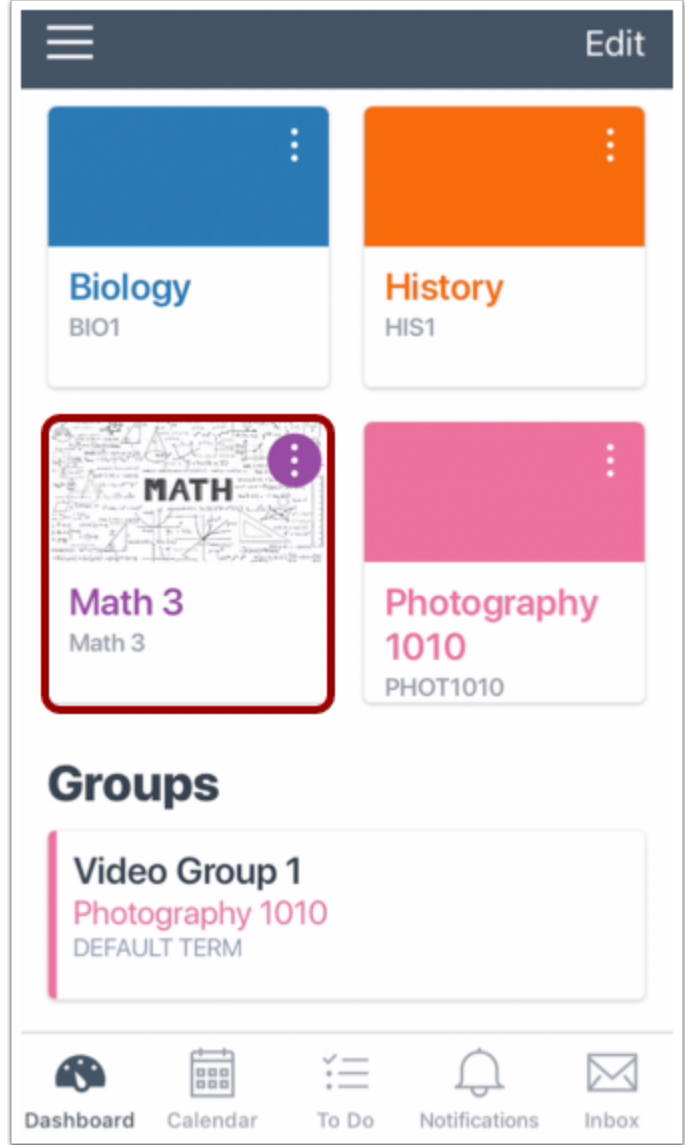 Edit
Biology
BIO1
History
HIS1
MATH
Math 3
Math 3
Photography
1010
PHOT1010
Groups
Video Group 1
Photography 1010
DEFAULT TERM
Dashboard
Calendar
To Do
Notifications
Inbox